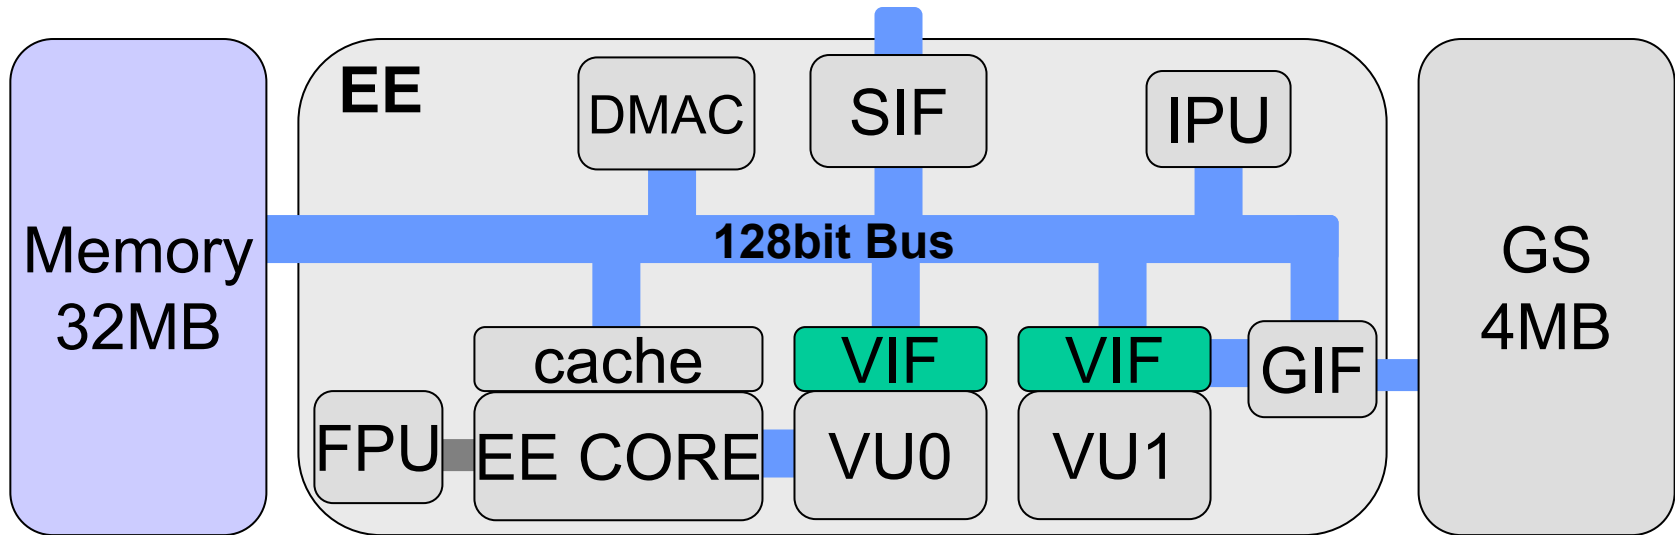 EE
DMAC
SIF
IPU
128bit Bus
Memory
32MB
GS
4MB
cache
VIF
VIF
GIF
FPU
EE CORE
VU0
VU1